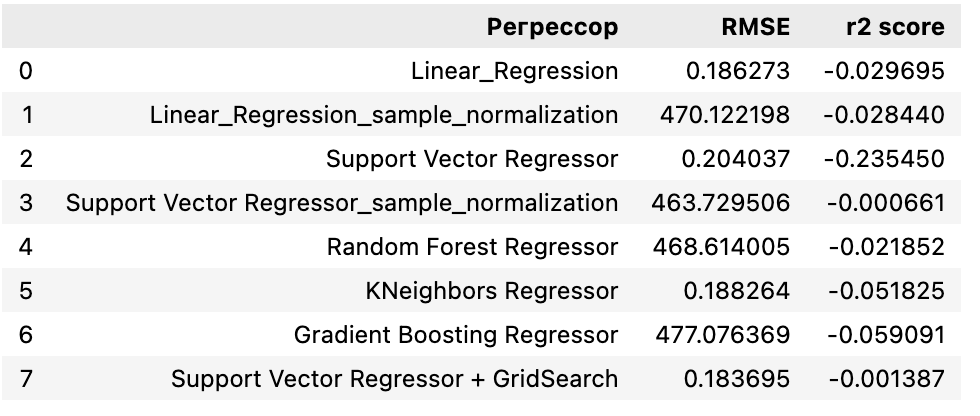 Регрессор RMSE r2 score
0 Linear_Regression 0.186273 -0.029695
1 Linear_Regression_sample_normalization 470.122198 -0.028440
2 Support Vector Regressor 0.204037 -0.235450
3 Support Vector Regressor_sample_normalization 463.729506 -0.000661
4 Random Forest Regressor 468.614005 -0.021852
5 KNeighbors Regressor 0.188264 -0.051825
6 Gradient Boosting Regressor 477.076369 -0.059091
7 Support Vector Regressor + GridSearch 0.183695 -0.001387